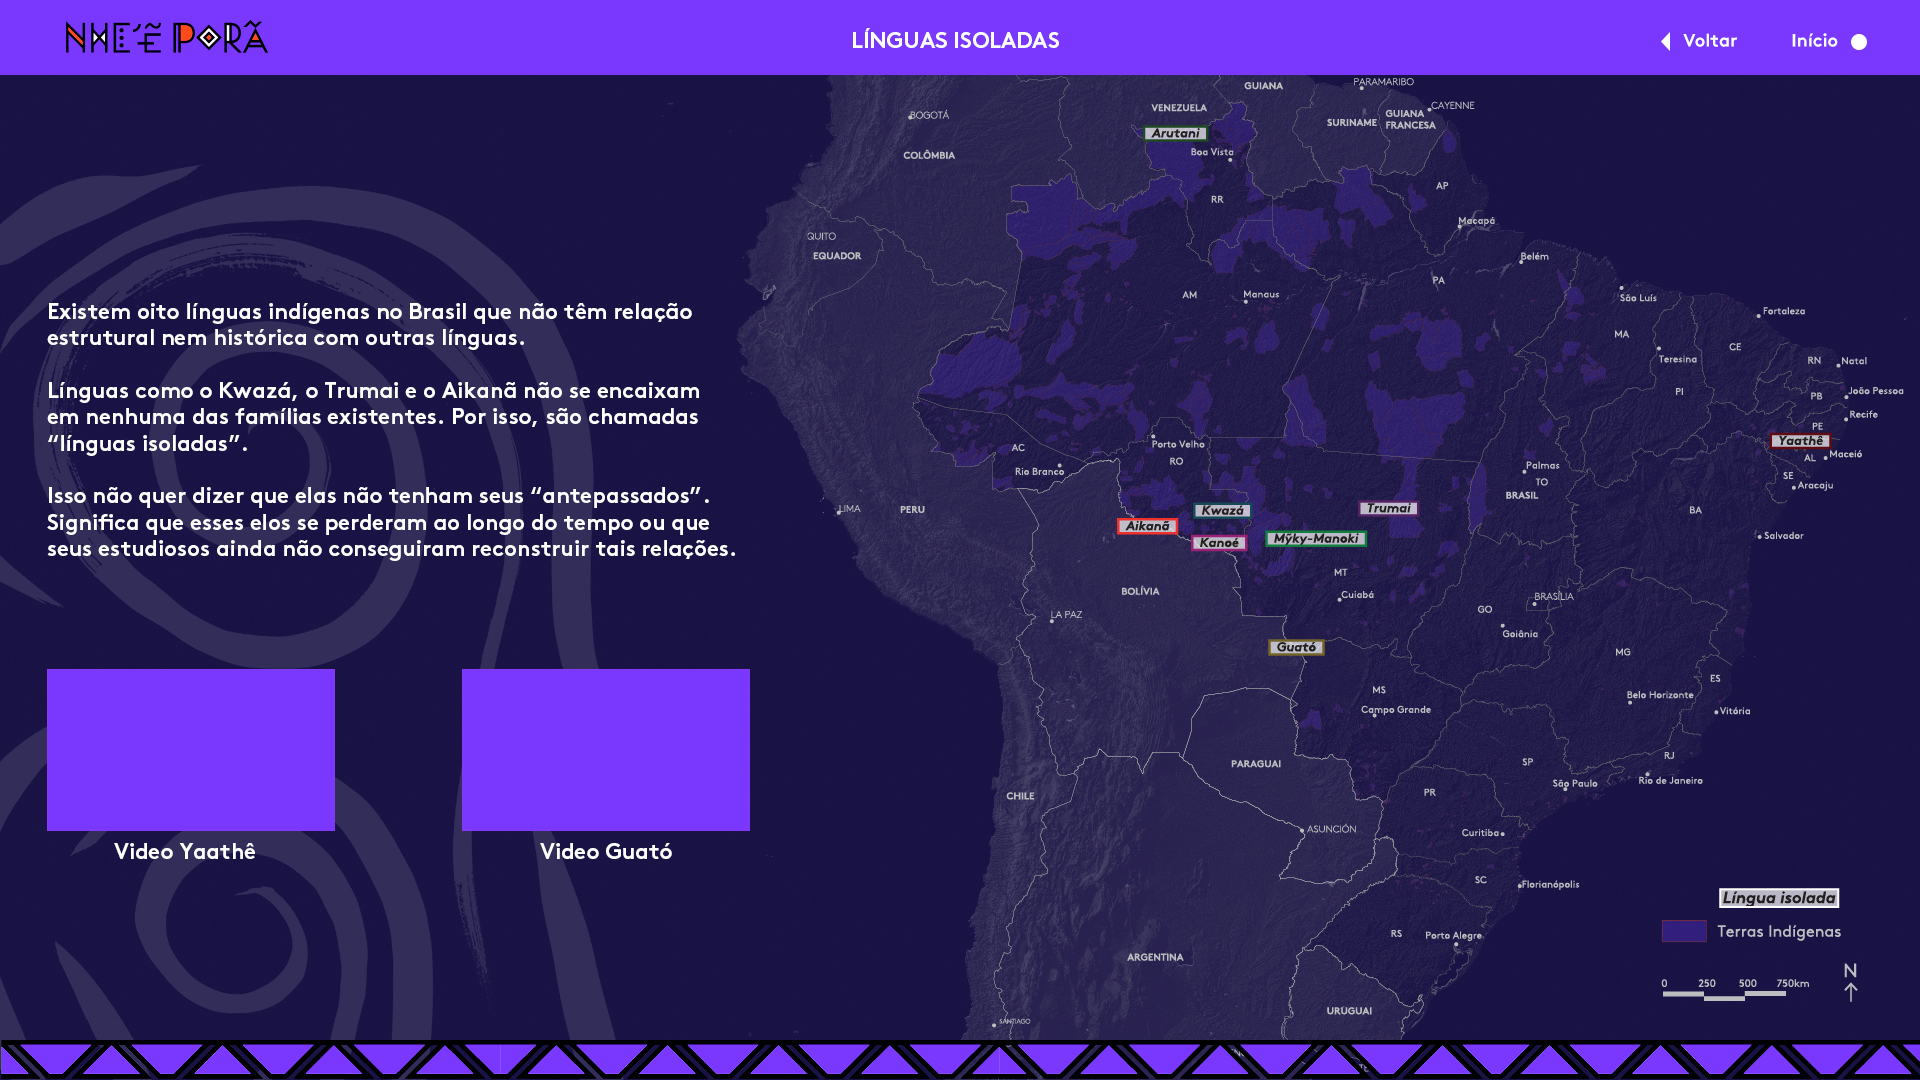 NHE'Ẽ PORÃ
LÍNGUAS ISOLADAS
Voltar
Início
Existem oito línguas indígenas no Brasil que não têm relação
estrutural nem histórica com outras línguas.
Línguas como o Kwazá, o Trumai e o Aikanã não se encaixam
em nenhuma das famílias existentes. Por isso, são chamadas
“línguas isoladas”.
Isso não quer dizer que elas não tenham seus “antepassados”.
Significa que esses elos se perderam ao longo do tempo ou que
seus estudiosos ainda não conseguiram reconstruir tais relações.
Video Yaathê
Video Guató
GUIANA
PARAMARIBO
VENEZUELA
CAYENNE
BOGOTÁ
SURINAME
GUIANA
FRANCESA
Arutani
Boa Vista
COLÔMBIA
AP
RR
Macapá
QUITO
EQUADOR
Belém
PA
AM
Manaus
São Luís
Fortaleza
MA
CE
Teresina
RN
Natal
PI
João Pessoa
PB
Recife
PE
Yaathê
AC
Porto Velho
Maceió
AL
RO
Rio Branco
Palmas
SE
TO
Aracaju
BRASIL
LIMA
PERU
Kwazá
Trumai
BA
Aikanã
Kanoé
Mỹky-Manoki
Salvador
MT
BOLÍVIA
Cuiabá
BRASÍLIA
GO
LA PAZ
Goiânia
Guató
MG
ES
MS
Belo Horizonte
Campo Grande
Vitória
PARAGUAI
SP
RJ
São Paulo
Rio de Janeiro
CHILE
PR
ASUNCIÓN
Curitiba
SC
Florianópolis
RS
Porto Alegre
ARGENTINA
URUGUAI
SANTIAGO
Língua isolada
Terras Indígenas
0 250 500 750km
N